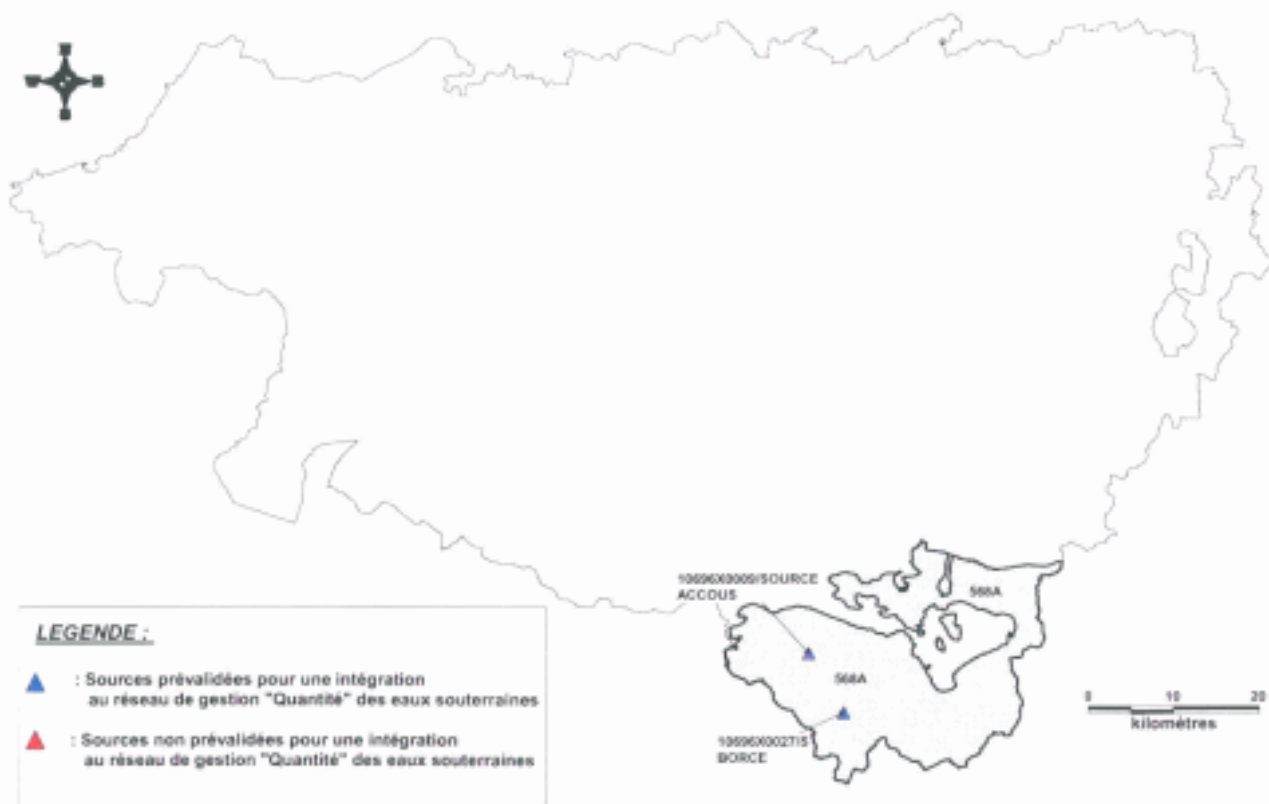 10696X0009/SOURCE
ACCOUS
568A
568A
10696X0027/S
BORCE
0 10 20
kilomètres
LEGENDE :
: Sources prévalidées pour une intégration
au réseau de gestion "Quantité" des eaux souterraines
: Sources non prévalidées pour une intégration
au réseau de gestion "Quantité" des eaux souterraines